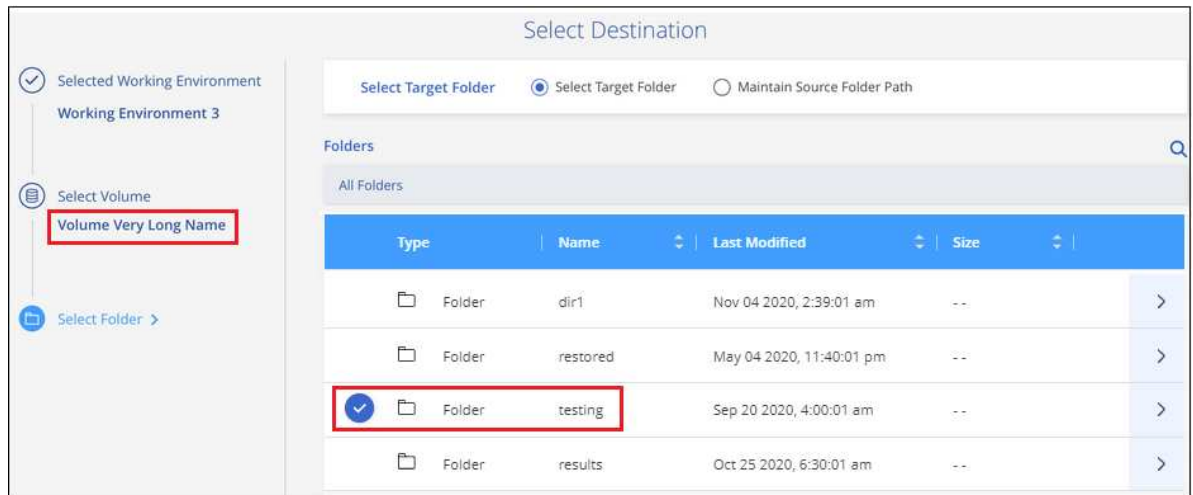 Select Destination
Selected Working Environment
Working Environment 3
Select Volume
Volume Very Long Name
Select Folder >
Select Target Folder Select Target Folder Maintain Source Folder Path
Folders
All Folders
Type Name Last Modified Size
Folder dir1 Nov 04 2020, 2:39:01 am - -
Folder restored May 04 2020, 11:40:01 pm - -
Folder testing Sep 20 2020, 4:00:01 am - -
Folder results Oct 25 2020, 6:30:01 am - -